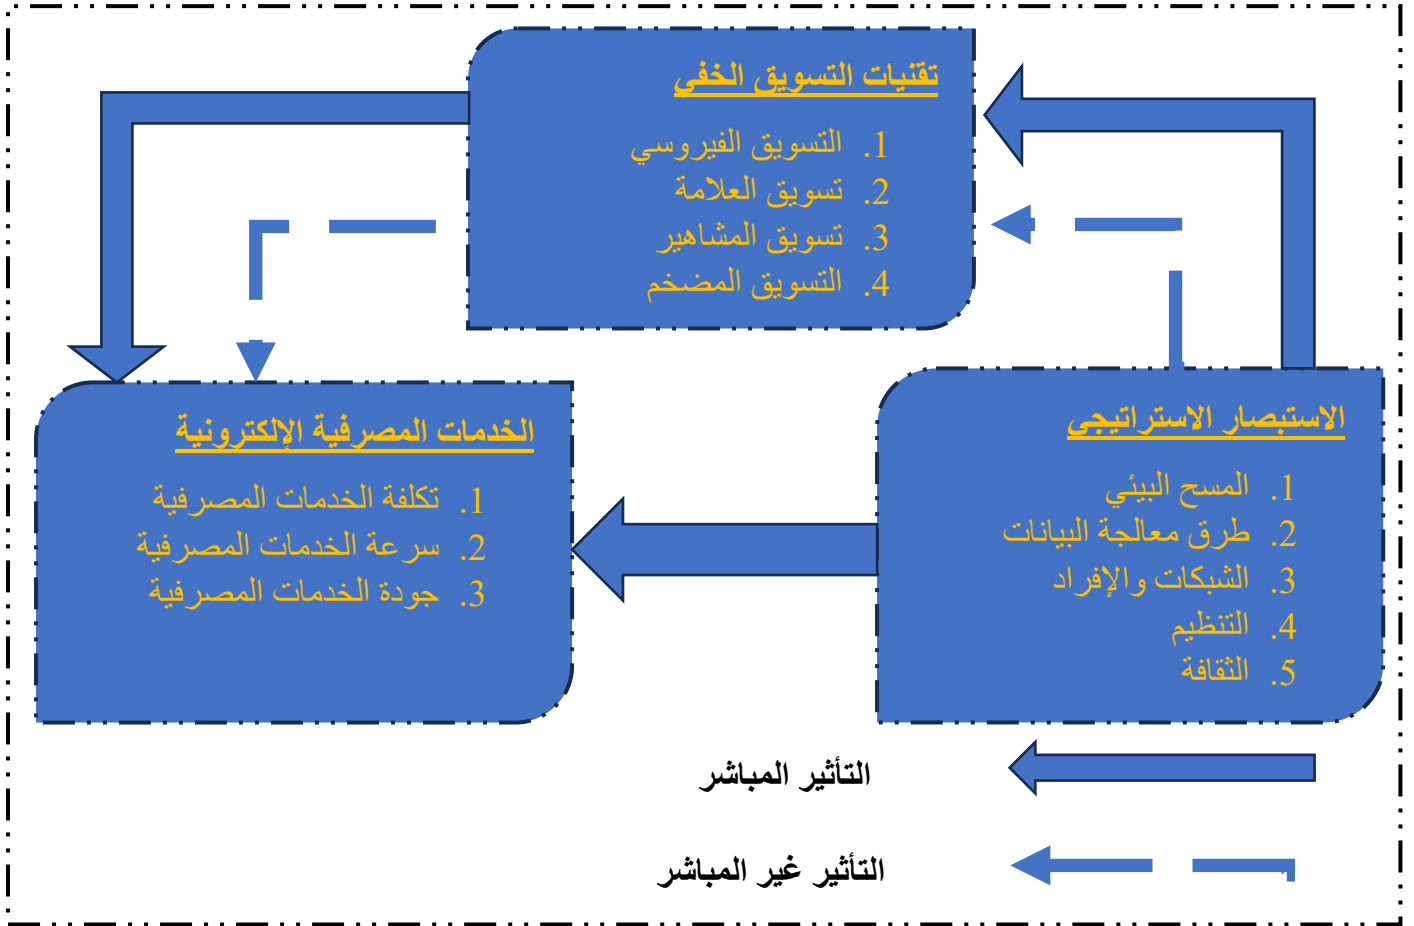 تقنيات التسويق الخفي
1. التسويق الفيروسي
2. تسويق العلامة
3. تسويق المشاهير
4. التسويق المضخم
الاستبصار الاستراتيجي
1. المسح البيئي
2. طرق معالجة البيانات
3. الشبكات والإفراد
4. التنظيم
5. الثقافة
الخدمات المصرفية الإلكترونية
1. تكلفة الخدمات المصرفية
2. سرعة الخدمات المصرفية
3. جودة الخدمات المصرفية
التأثير المباشر
التأثير غير المباشر